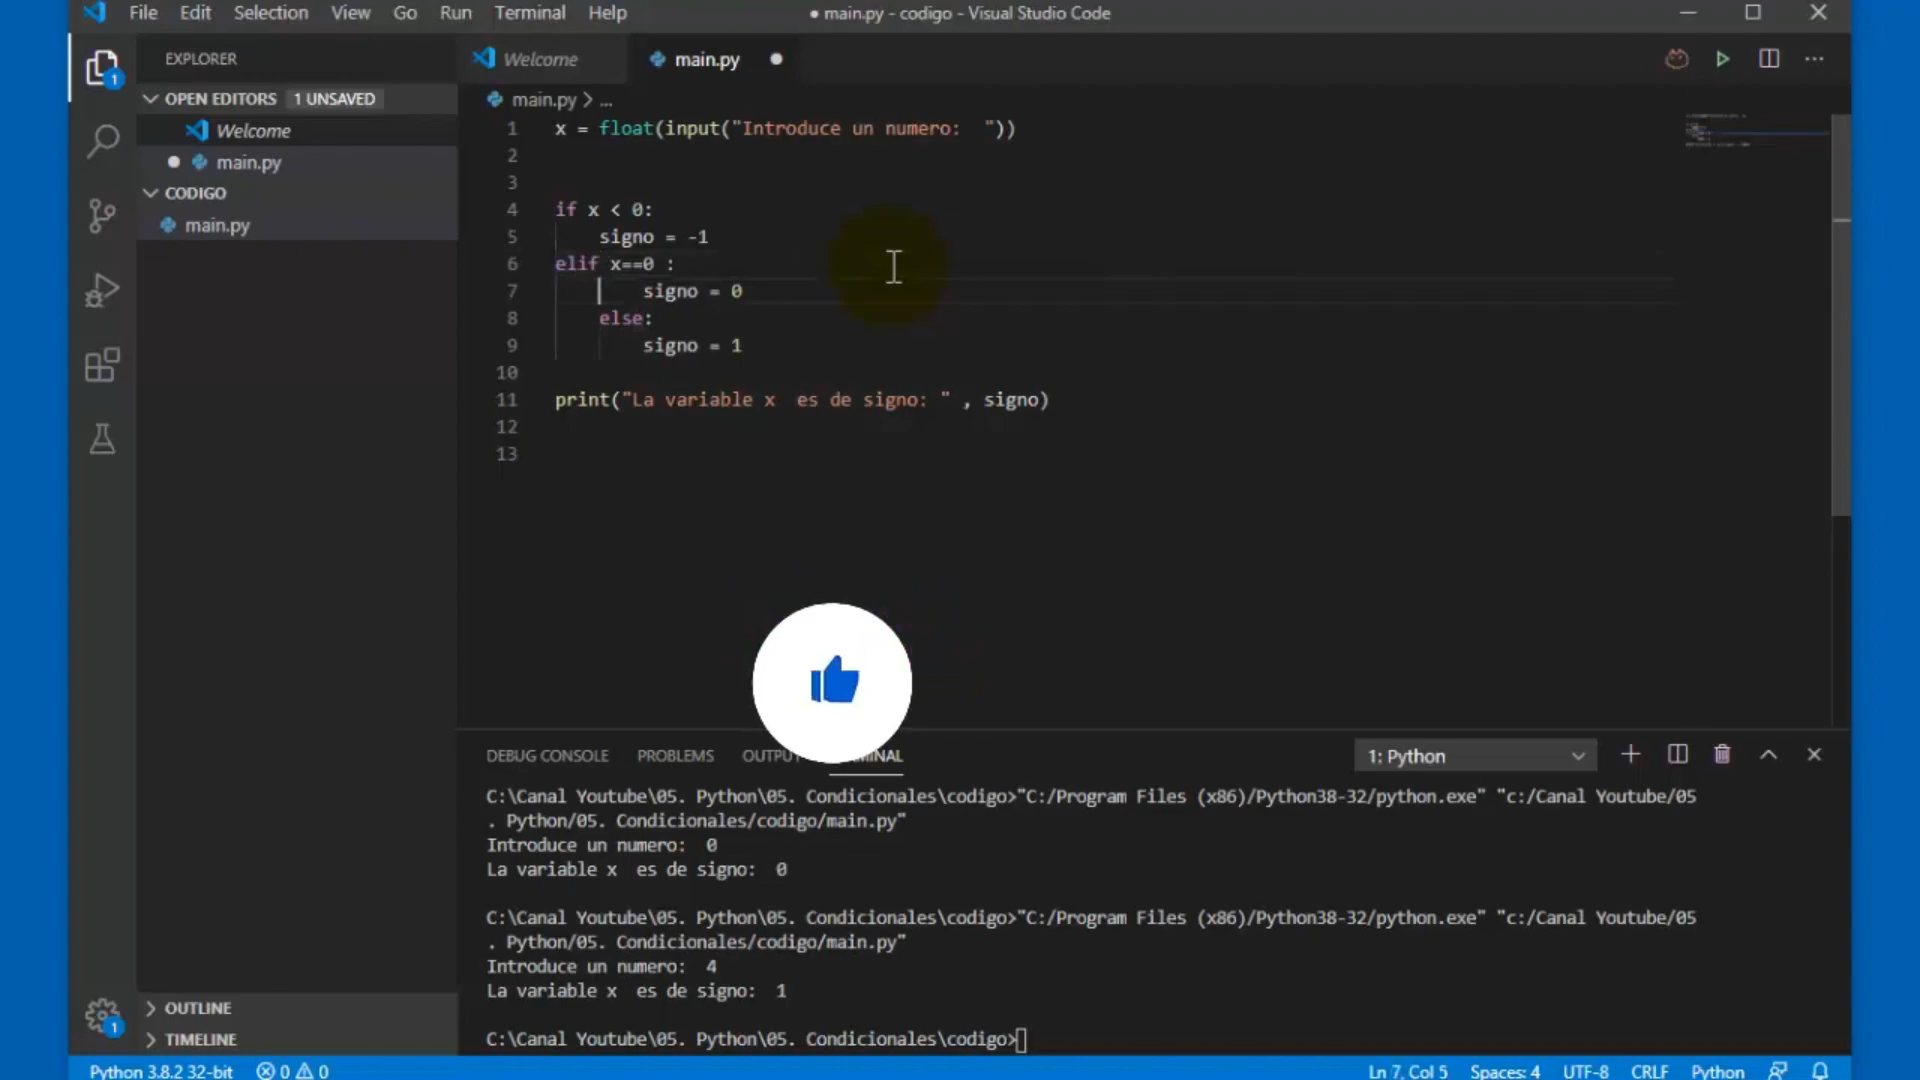 File Edit Selection View Go Run Terminal Help ● main.py - codigo - Visual Studio Code
EXPLORER
OPEN EDITORS 1 UNSAVED
Welcome
● main.py
CODIGO
main.py
OUTLINE
TIMELINE
1
1
Welcome main.py ●
main.py > ...
1 x = float(input("Introduce un numero:  "))
2
3
4 if x < 0:
5     signo = -1
6 elif x==0 :
7         signo = 0
8     else:
9         signo = 1
10
11 print("La variable x  es de signo: " , signo)
12
13
DEBUG CONSOLE PROBLEMS OUTPUT MINAL 1: Python
C:\Canal Youtube\05. Python\05. Condicionales\codigo>"C:/Program Files (x86)/Python38-32/python.exe" "c:/Canal Youtube/05
. Python/05. Condicionales/codigo/main.py"
Introduce un numero:  0
La variable x  es de signo:  0
C:\Canal Youtube\05. Python\05. Condicionales\codigo>"C:/Program Files (x86)/Python38-32/python.exe" "c:/Canal Youtube/05
. Python/05. Condicionales/codigo/main.py"
Introduce un numero:  4
La variable x  es de signo:  1
C:\Canal Youtube\05. Python\05. Condicionales\codigo>
Python 3.8.2 32-bit 0 0 Ln 7, Col 5 Spaces: 4 UTF-8 CRLF Python